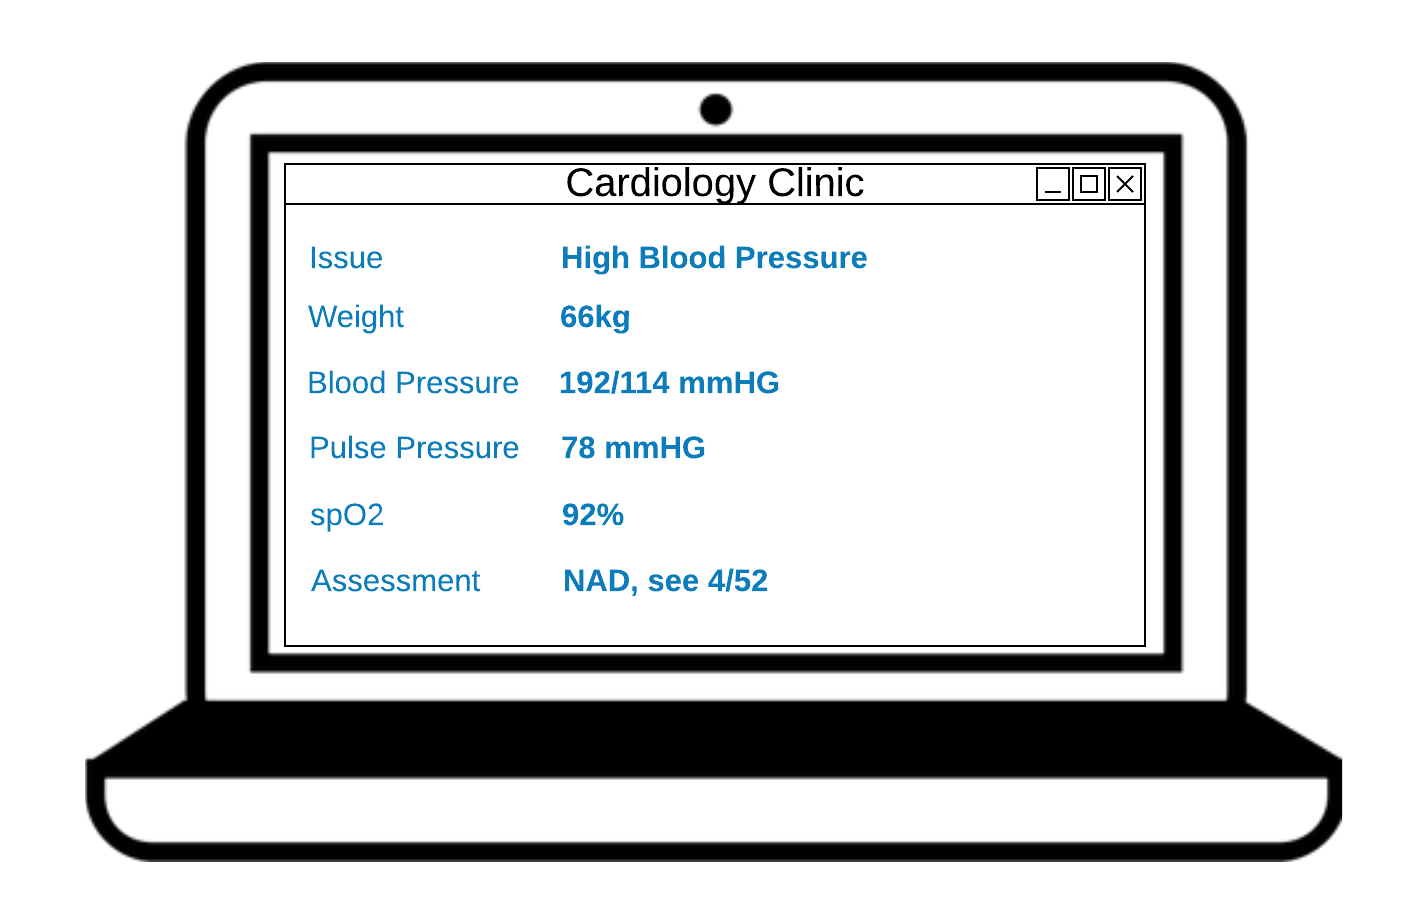 Cardiology Clinic
Issue High Blood Pressure
Weight 66kg
Blood Pressure 192/114 mmHG
Pulse Pressure 78 mmHG
spO2 92%
Assessment NAD, see 4/52